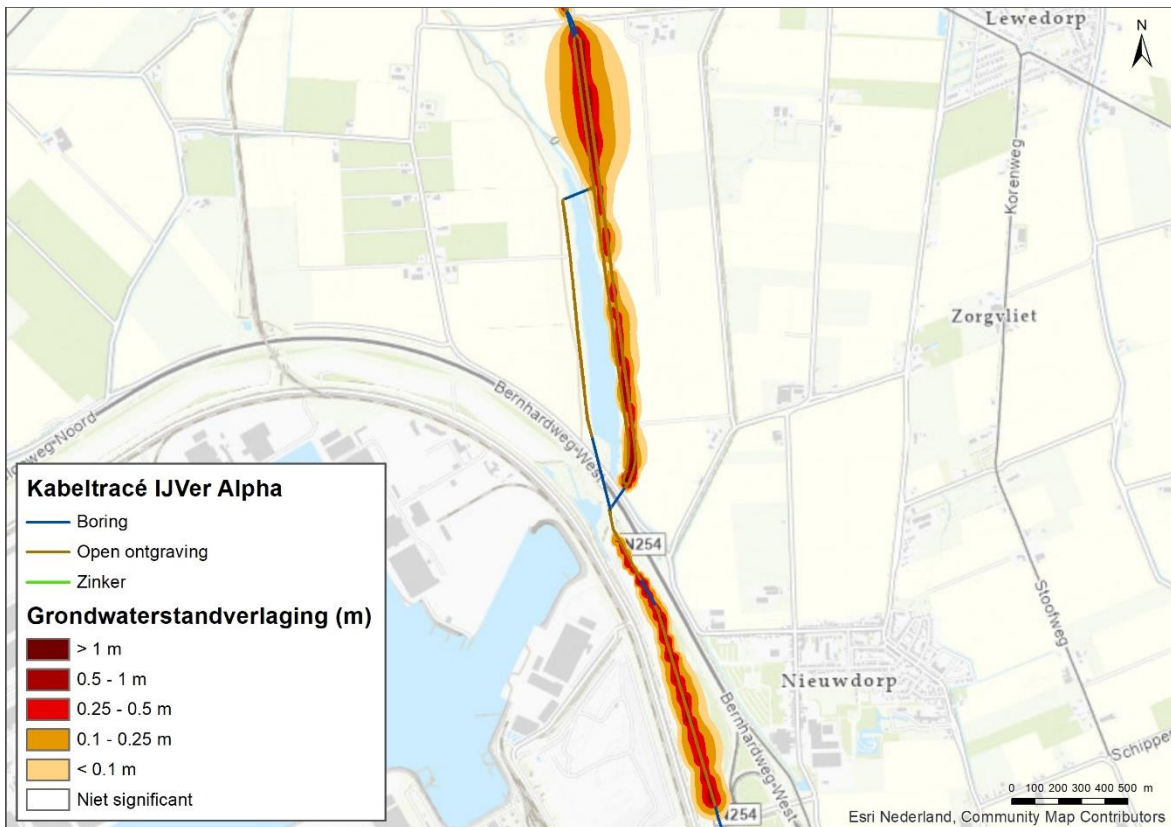 Lewedorp
N
Korenweg
Zorgvliet
Bernhardweg-West
weg-Noord
N254
Stoofweg
Nieuwdorp
Bernhardweg-West
Schipper
N254
Kabeltracé IJVer Alpha
Boring
Open ontgraving
Zinker
Grondwaterstandverlaging (m)
> 1 m
0.5 - 1 m
0.25 - 0.5 m
0.1 - 0.25 m
< 0.1 m
Niet significant
0 100 200 300 400 500 m
Esri Nederland, Community Map Contributors